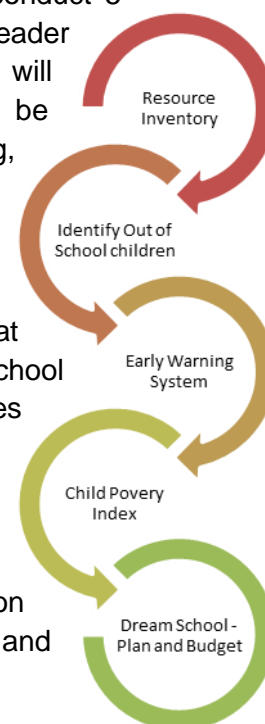 conduct
eader
will
be
g,
at
chool
es
on
and
Resource
Inventory
Identify Out of
School children
Early Warning
System
Child Povery
Index
Dream School -
Plan and Budget